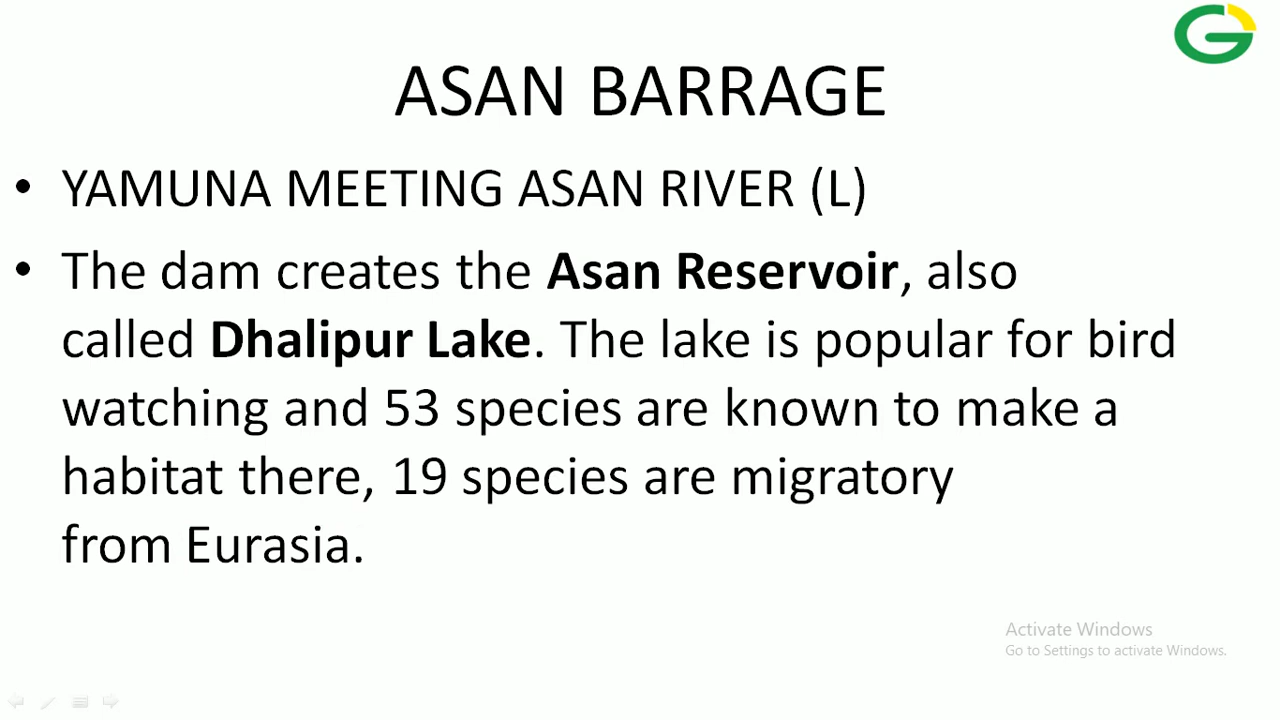 ASAN BARRAGE
• YAMUNA MEETING ASAN RIVER (L)
• The dam creates the Asan Reservoir, also
called Dhalipur Lake. The lake is popular for bird
watching and 53 species are known to make a
habitat there, 19 species are migratory
from Eurasia.
Activate Windows
Go to Settings to activate Windows.